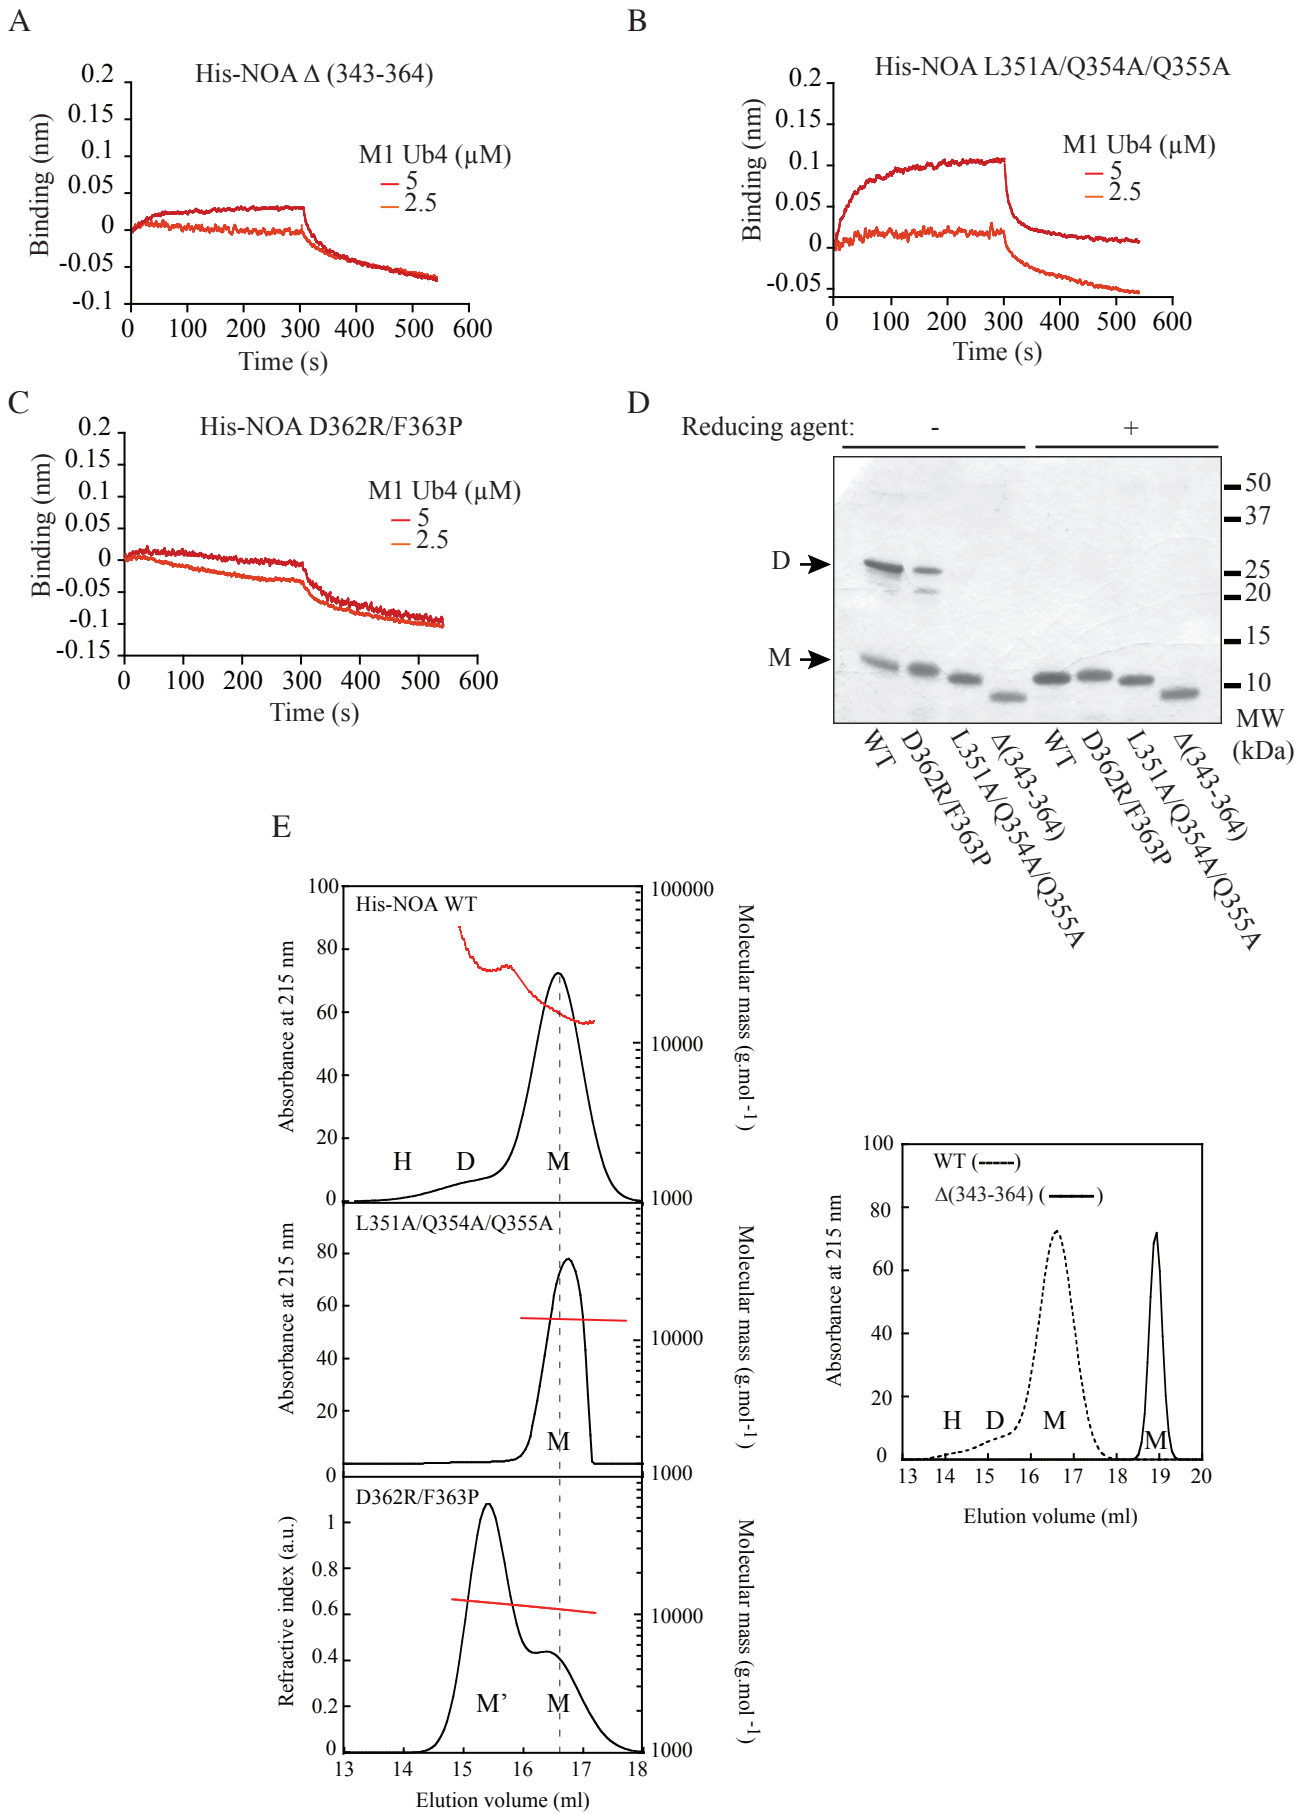 A
His-NOA Δ (343-364)
0.2
0.15
0.1
0.05
0
-0.05
-0.1
Binding (nm)
M1 Ub4 (µM)
5
2.5
0 100 200 300 400 500 600
Time (s)
B
His-NOA L351A/Q354A/Q355A
0.2
0.15
0.1
0.05
0
-0.05
Binding (nm)
M1 Ub4 (µM)
5
2.5
0 100 200 300 400 500 600
Time (s)
C
His-NOA D362R/F363P
0.2
0.15
0.1
0.05
0
-0.05
-0.1
-0.15
Binding (nm)
M1 Ub4 (µM)
5
2.5
0 100 200 300 400 500 600
Time (s)
D
Reducing agent: - +
D
M
50
37
25
20
15
10
MW
(kDa)
WT
D362R/F363P
L351A/Q354A/Q355A
Δ(343-364)
WT
D362R/F363P
L351A/Q354A/Q355A
Δ(343-364)
E
His-NOA WT
100
80
60
40
20
0
Absorbance at 215 nm
100000
10000
1000
Molecular mass (g.mol-1)
H D M
L351A/Q354A/Q355A
80
60
40
20
0
Absorbance at 215 nm
10000
1000
Molecular mass (g.mol-1)
M
D362R/F363P
1
0.8
0.6
0.4
0.2
0
Refractive index (a.u.)
10000
1000
Molecular mass (g.mol-1)
M’ M
13 14 15 16 17 18
Elution volume (ml)
100
80
60
40
20
0
Absorbance at 215 nm
WT (-----)
Δ(343-364) (——)
H D M M
13 14 15 16 17 18 19 20
Elution volume (ml)